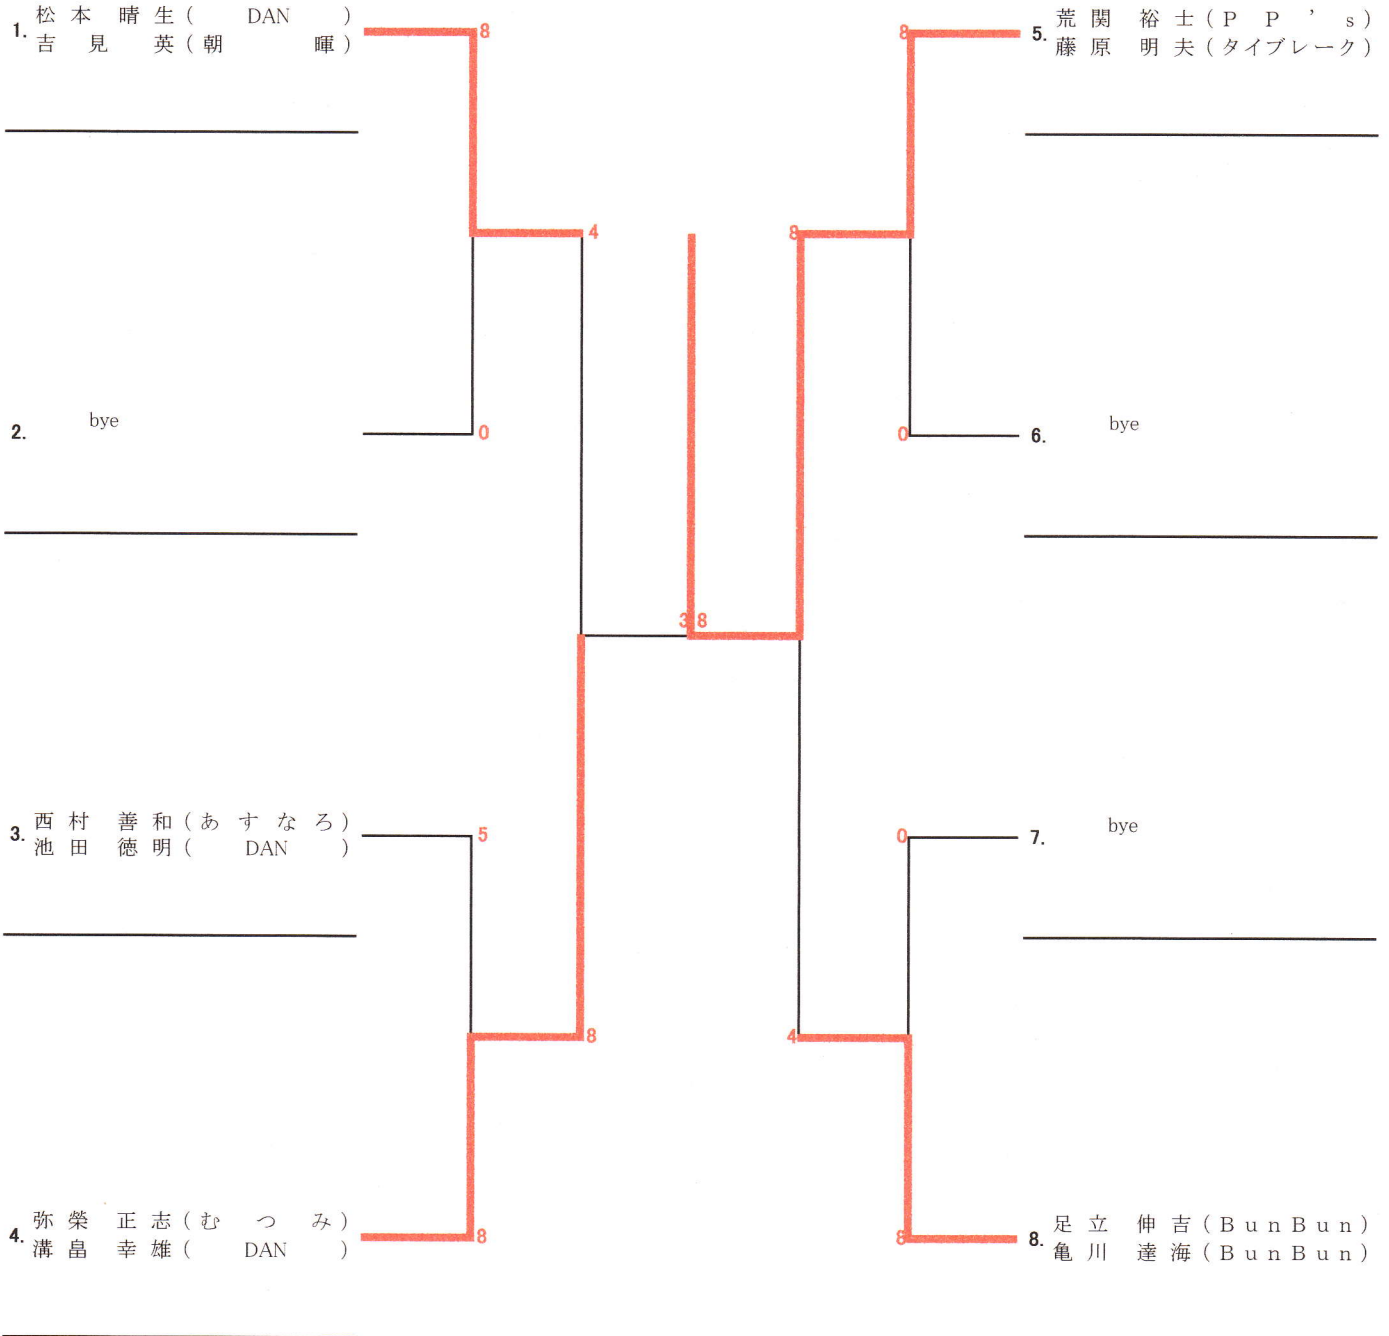 1. 松本 晴生(DAN)
吉見 英(朝暉)
8
4
2. bye
0
3. 西村 善和(あすなろ)
池田 徳明(DAN)
5
8
4. 弥榮 正志(むつみ)
溝畠 幸雄(DAN)
8
3 8
5. 荒関 裕士(PP's)
藤原 明夫(タイブレーク)
8
8
6. bye
0
7. bye
0
4
8. 足立 伸吉(BunBun)
亀川 達海(BunBun)
8